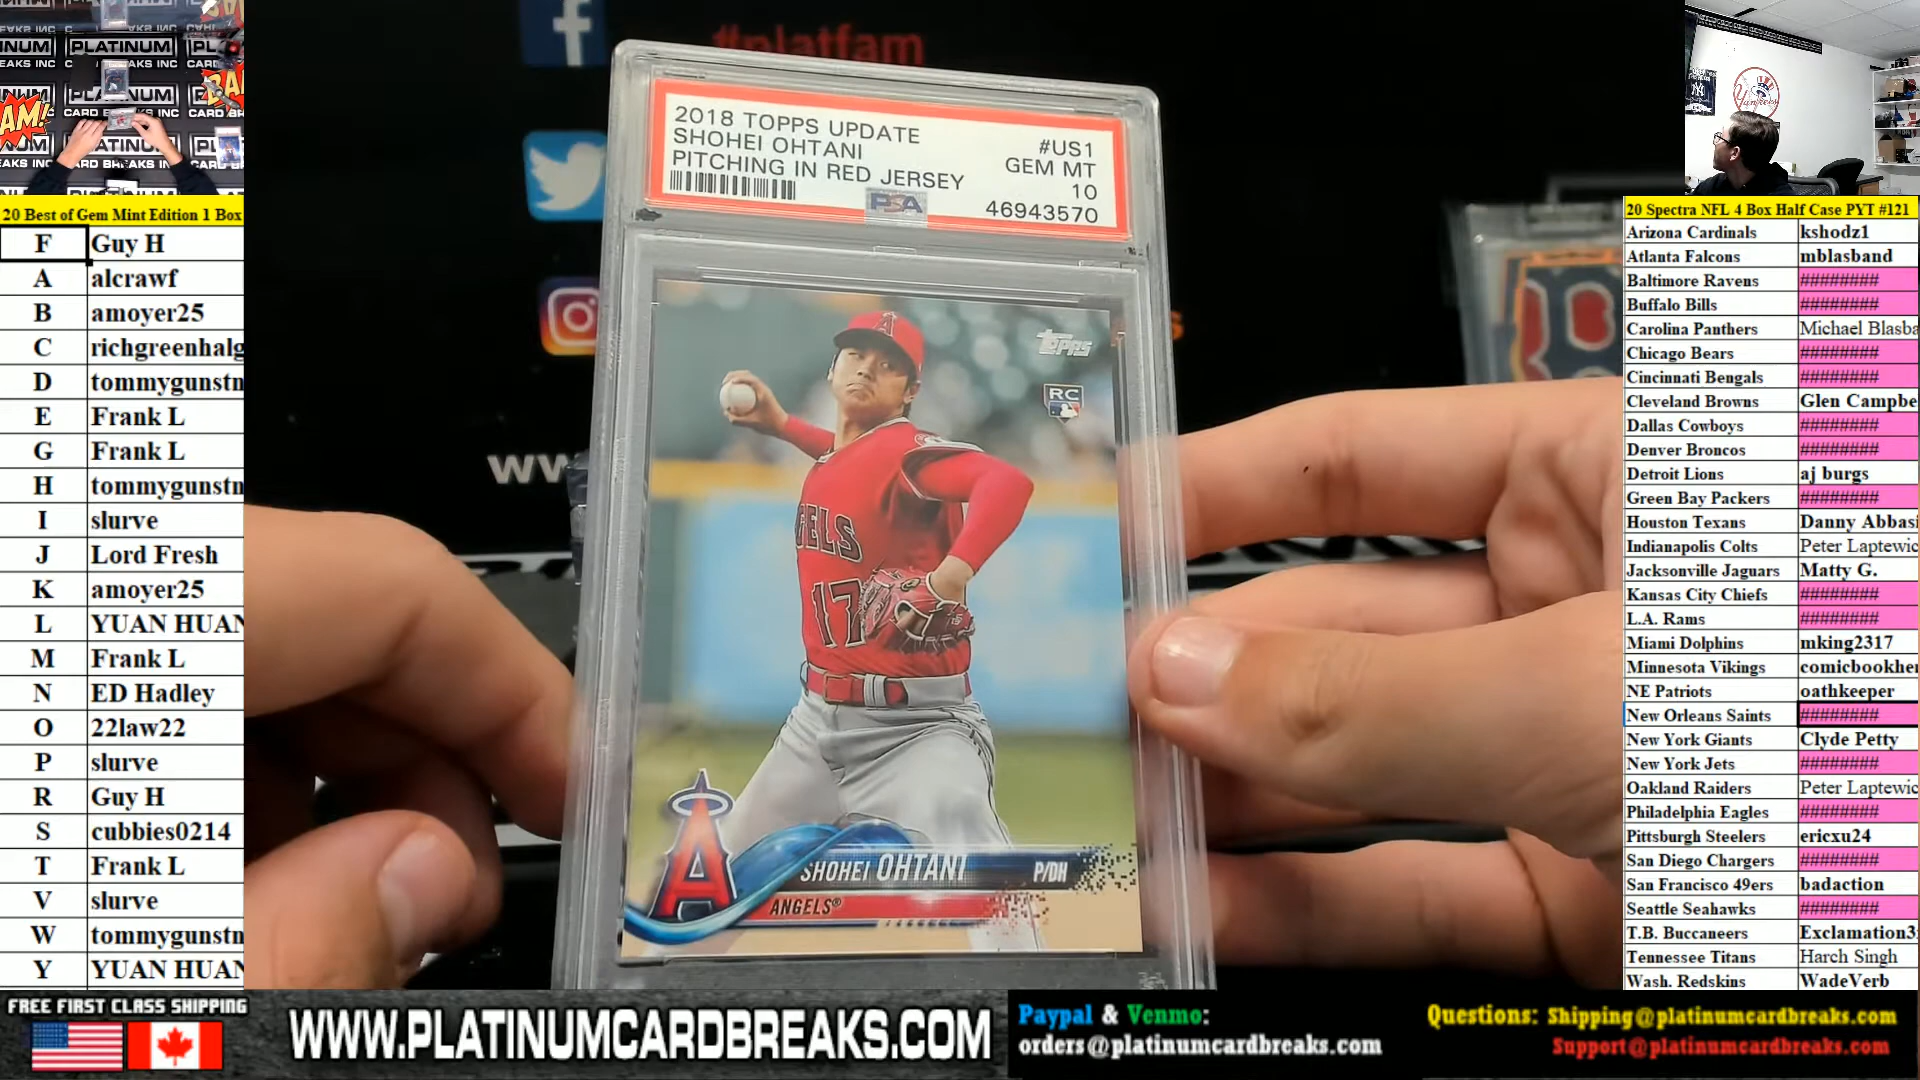 #platfam
2018 TOPPS UPDATE
SHOHEI OHTANI
PITCHING IN RED JERSEY
#US1
GEM MT
10
46943570
PSA
Topps
RC
ANGELS
17
SHOHEI OHTANI P/DH
ANGELS®
20 Best of Gem Mint Edition 1 Box
F Guy H
A alcrawf
B amoyer25
C richgreenhalg
D tommygunstn
E Frank L
G Frank L
H tommygunstn
I slurve
J Lord Fresh
K amoyer25
L YUAN HUAN
M Frank L
N ED Hadley
O 22law22
P slurve
R Guy H
S cubbies0214
T Frank L
V slurve
W tommygunstn
Y YUAN HUAN
20 Spectra NFL 4 Box Half Case PYT #121
Arizona Cardinals kshodz1
Atlanta Falcons mblasband
Baltimore Ravens ########
Buffalo Bills ########
Carolina Panthers Michael Blasba
Chicago Bears ########
Cincinnati Bengals ########
Cleveland Browns Glen Campbe
Dallas Cowboys ########
Denver Broncos ########
Detroit Lions aj burgs
Green Bay Packers ########
Houston Texans Danny Abbasi
Indianapolis Colts Peter Laptewic
Jacksonville Jaguars Matty G.
Kansas City Chiefs ########
L.A. Rams ########
Miami Dolphins mking2317
Minnesota Vikings comicbookher
NE Patriots oathkeeper
New Orleans Saints ########
New York Giants Clyde Petty
New York Jets ########
Oakland Raiders Peter Laptewic
Philadelphia Eagles ########
Pittsburgh Steelers ericxu24
San Diego Chargers ########
San Francisco 49ers badaction
Seattle Seahawks ########
T.B. Buccaneers Exclamation3
Tennessee Titans Harch Singh
Wash. Redskins WadeVerb
FREE FIRST CLASS SHIPPING
WWW.PLATINUMCARDBREAKS.COM
Paypal & Venmo:
orders@platinumcardbreaks.com
Questions: Shipping@platinumcardbreaks.com
Support@platinumcardbreaks.com